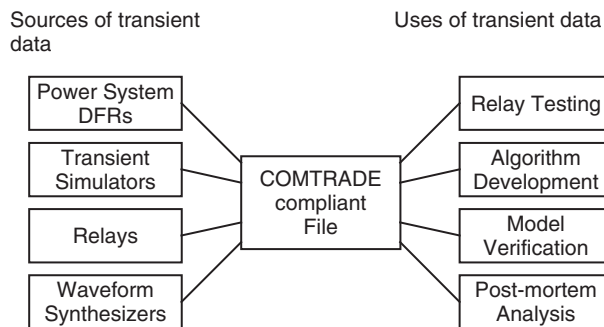 Sources of transient
data
Uses of transient data
Power System
DFRs
Transient
Simulators
Relays
Waveform
Synthesizers
COMTRADE
compliant
File
Relay Testing
Algorithm
Development
Model
Verification
Post-mortem
Analysis